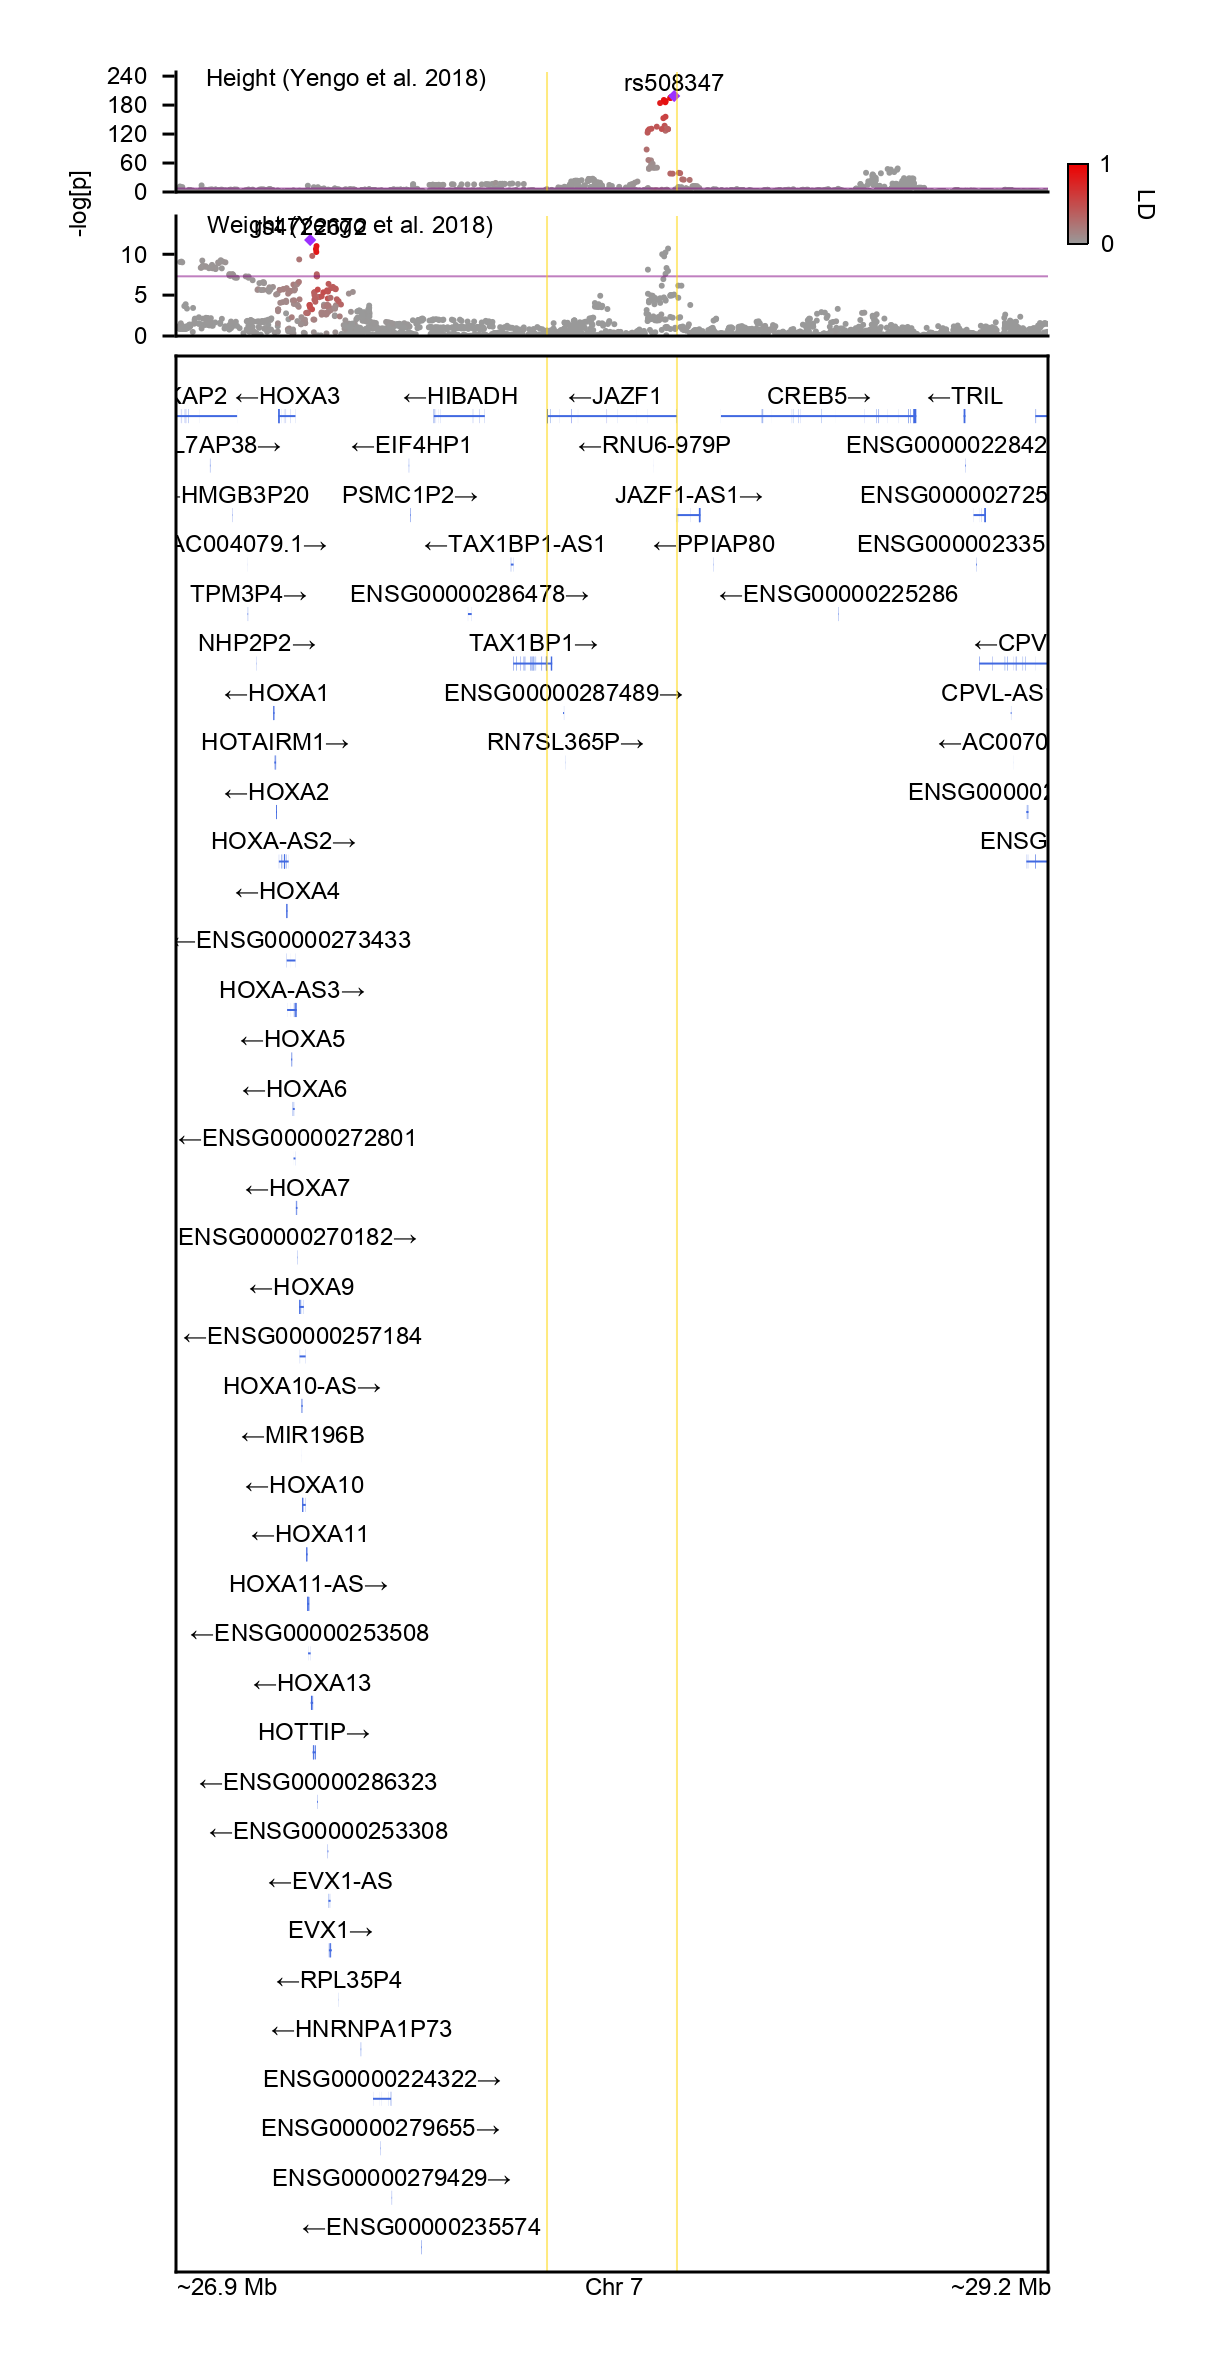 240
180
120
60
0
Height (Yengo et al. 2018)
rs508347
-log[p]
1
0
LD
10
5
0
Weight (Yengo et al. 2018)
rs4722672
KAP2 ←HOXA3 ←HIBADH ←JAZF1 CREB5→ ←TRIL
L7AP38→ ←EIF4HP1 ←RNU6-979P ENSG0000022842
HMGB3P20 PSMC1P2→ JAZF1-AS1→ ENSG000002725
AC004079.1→ ←TAX1BP1-AS1 ←PPIAP80 ENSG000002335
TPM3P4→ ENSG00000286478→ ←ENSG00000225286
NHP2P2→ TAX1BP1→ ←CPV
←HOXA1 ENSG00000287489→ CPVL-AS
HOTAIRM1→ RN7SL365P→ ←AC0070
←HOXA2 ENSG000002
HOXA-AS2→ ENSG
←HOXA4
←ENSG00000273433
HOXA-AS3→
←HOXA5
←HOXA6
←ENSG00000272801
←HOXA7
ENSG00000270182→
←HOXA9
←ENSG00000257184
HOXA10-AS→
←MIR196B
←HOXA10
←HOXA11
HOXA11-AS→
←ENSG00000253508
←HOXA13
HOTTIP→
←ENSG00000286323
←ENSG00000253308
←EVX1-AS
EVX1→
←RPL35P4
←HNRNPA1P73
ENSG00000224322→
ENSG00000279655→
ENSG00000279429→
←ENSG00000235574
~26.9 Mb Chr 7 ~29.2 Mb